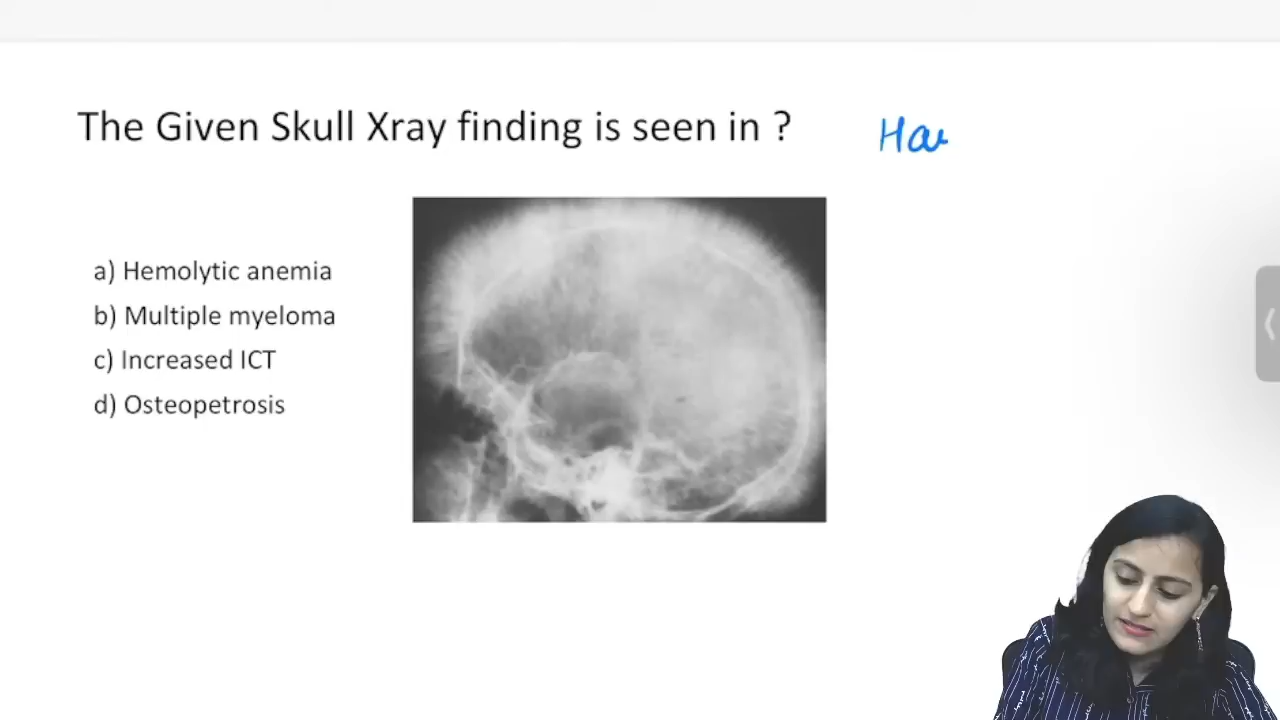 The Given Skull Xray finding is seen in ?
Ha
a) Hemolytic anemia
b) Multiple myeloma
c) Increased ICT
d) Osteopetrosis